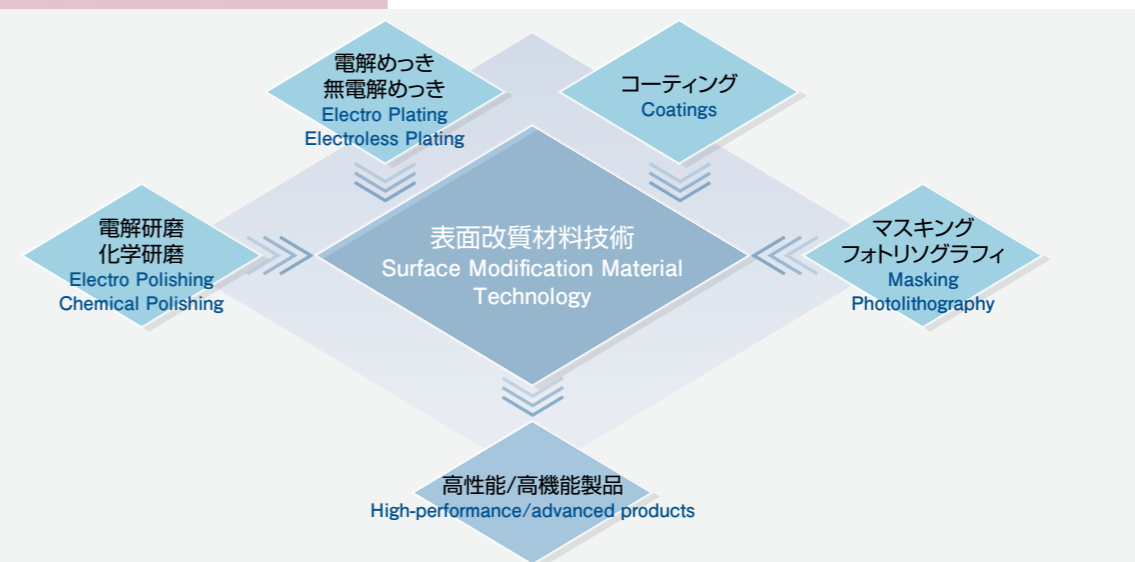 電解めっき
無電解めっき
Electro Plating
Electroless Plating
コーティング
Coatings
電解研磨
化学研磨
Electro Polishing
Chemical Polishing
表面改質材料技術
Surface Modification Material
Technology
マスキング
フォトリソグラフィ
Masking
Photolithography
高性能/高機能製品
High-performance/advanced products